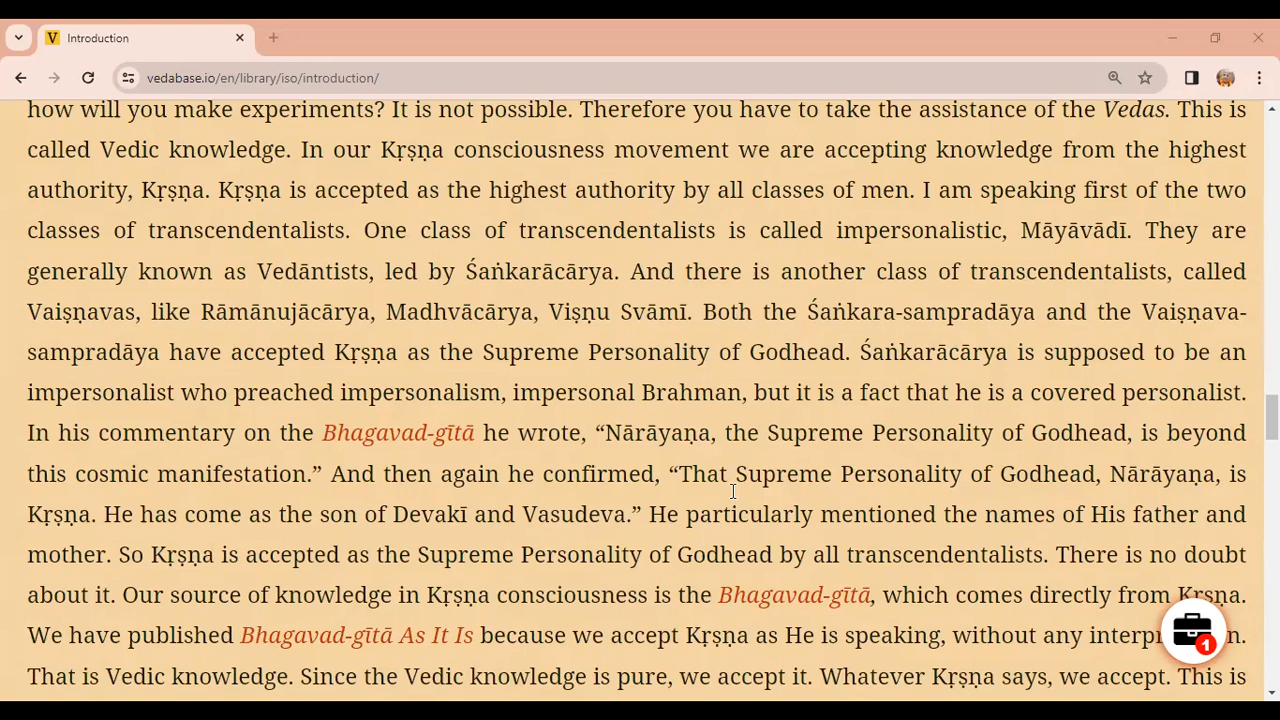 Introduction
vedabase.io/en/library/iso/introduction/
how will you make experiments? It is not possible. Therefore you have to take the assistance of the Vedas. This is
called Vedic knowledge. In our Kṛṣṇa consciousness movement we are accepting knowledge from the highest
authority, Kṛṣṇa. Kṛṣṇa is accepted as the highest authority by all classes of men. I am speaking first of the two
classes of transcendentalists. One class of transcendentalists is called impersonalistic, Māyāvādī. They are
generally known as Vedāntists, led by Śaṅkarācārya. And there is another class of transcendentalists, called
Vaiṣṇavas, like Rāmānujācārya, Madhvācārya, Viṣṇu Svāmī. Both the Śaṅkara-sampradāya and the Vaiṣṇava-
sampradāya have accepted Kṛṣṇa as the Supreme Personality of Godhead. Śaṅkarācārya is supposed to be an
impersonalist who preached impersonalism, impersonal Brahman, but it is a fact that he is a covered personalist.
In his commentary on the Bhagavad-gītā he wrote, “Nārāyaṇa, the Supreme Personality of Godhead, is beyond
this cosmic manifestation.” And then again he confirmed, “That Supreme Personality of Godhead, Nārāyaṇa, is
Kṛṣṇa. He has come as the son of Devakī and Vasudeva.” He particularly mentioned the names of His father and
mother. So Kṛṣṇa is accepted as the Supreme Personality of Godhead by all transcendentalists. There is no doubt
about it. Our source of knowledge in Kṛṣṇa consciousness is the Bhagavad-gītā, which comes directly from Kṛṣṇa.
We have published Bhagavad-gītā As It Is because we accept Kṛṣṇa as He is speaking, without any
That is Vedic knowledge. Since the Vedic knowledge is pure, we accept it. Whatever Kṛṣṇa says, we accept. This is
1